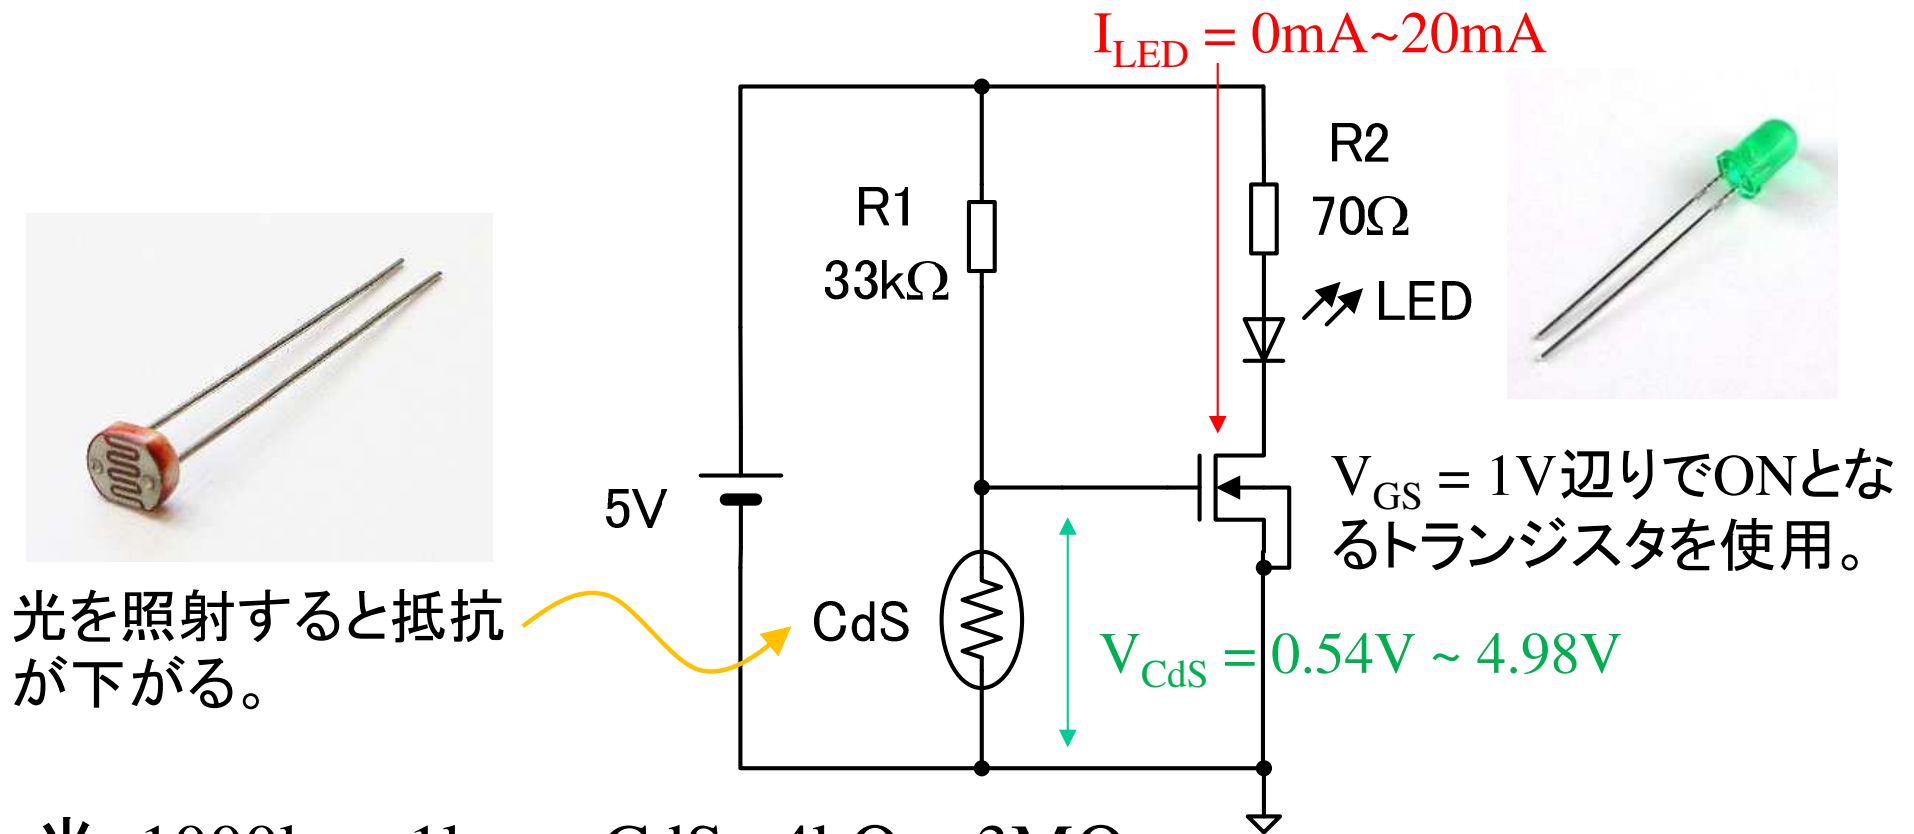 I_LED = 0mA~20mA
R2
70Ω
R1
33kΩ
LED
V_GS = 1V辺りでONとな
るトランジスタを使用。
5V
光を照射すると抵抗
が下がる。
CdS
V_CdS = 0.54V ~ 4.98V